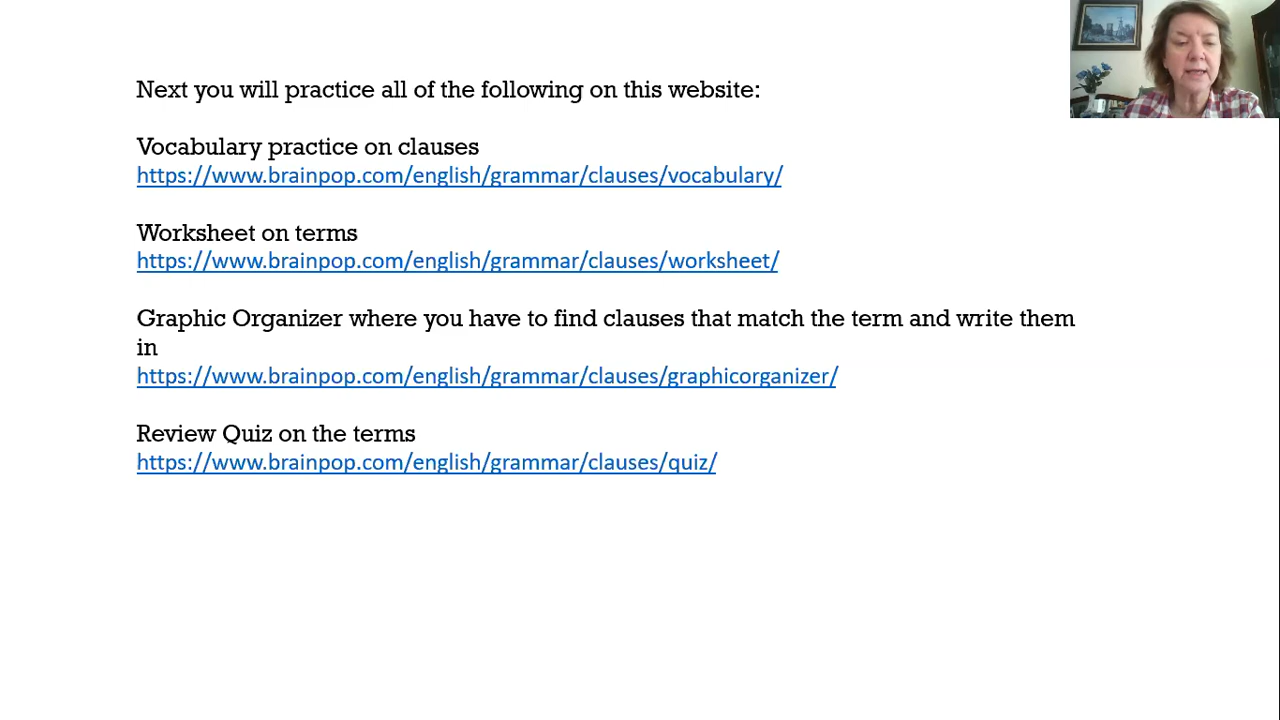 Next you will practice all of the following on this website:
Vocabulary practice on clauses
https://www.brainpop.com/english/grammar/clauses/vocabulary/
Worksheet on terms
https://www.brainpop.com/english/grammar/clauses/worksheet/
Graphic Organizer where you have to find clauses that match the term and write them
in
https://www.brainpop.com/english/grammar/clauses/graphicorganizer/
Review Quiz on the terms
https://www.brainpop.com/english/grammar/clauses/quiz/